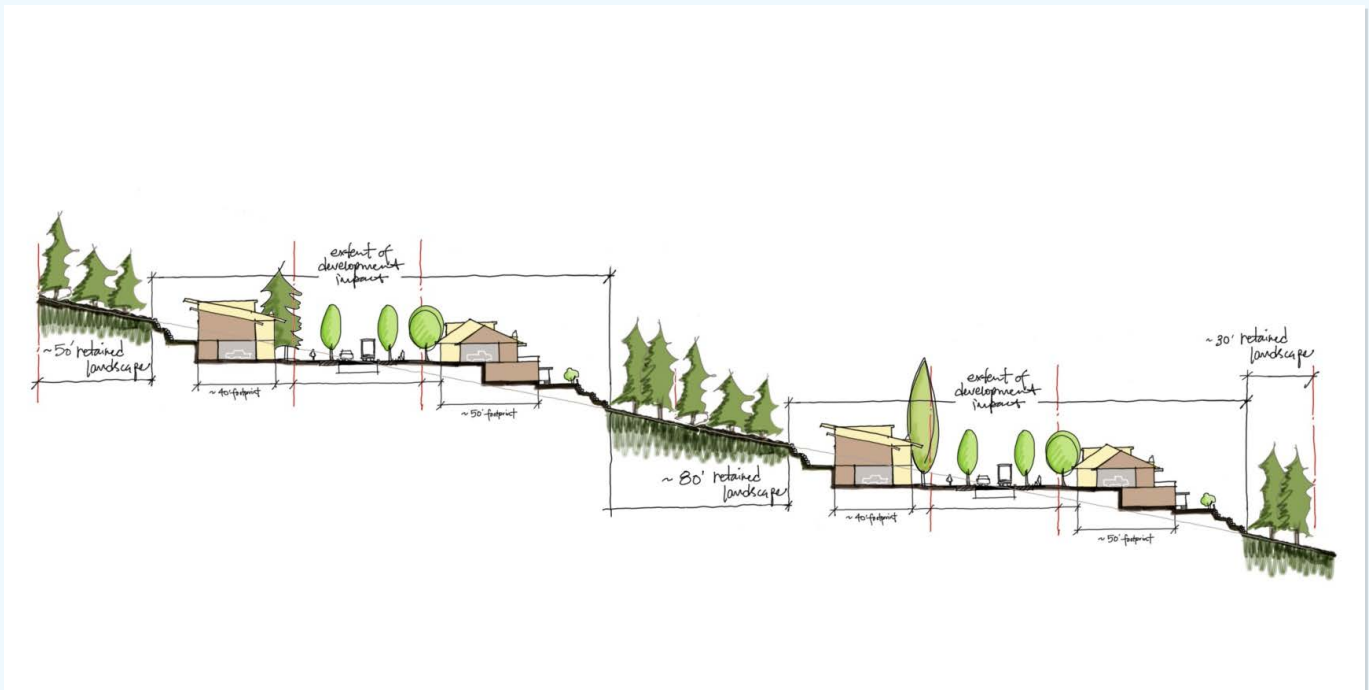 extent of
development
impact
~50' retained
landscape
~40' footprint
~50' footprint
~80' retained
landscape
extent of
development
impact
~40' footprint
~50' footprint
~30' retained
landscape